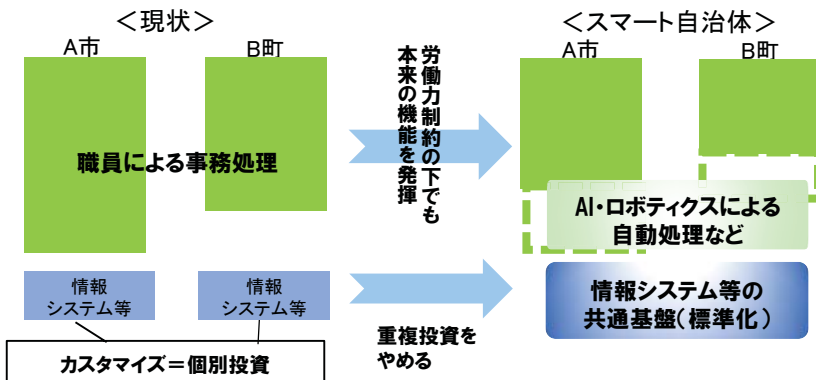 ＜現状＞
A市
B町
職員による事務処理
情報
システム等
情報
システム等
カスタマイズ＝個別投資
労働力制約の下でも
本来の機能を発揮
重複投資を
やめる
＜スマート自治体＞
A市
B町
AI・ロボティクスによる
自動処理など
情報システム等の
共通基盤（標準化）